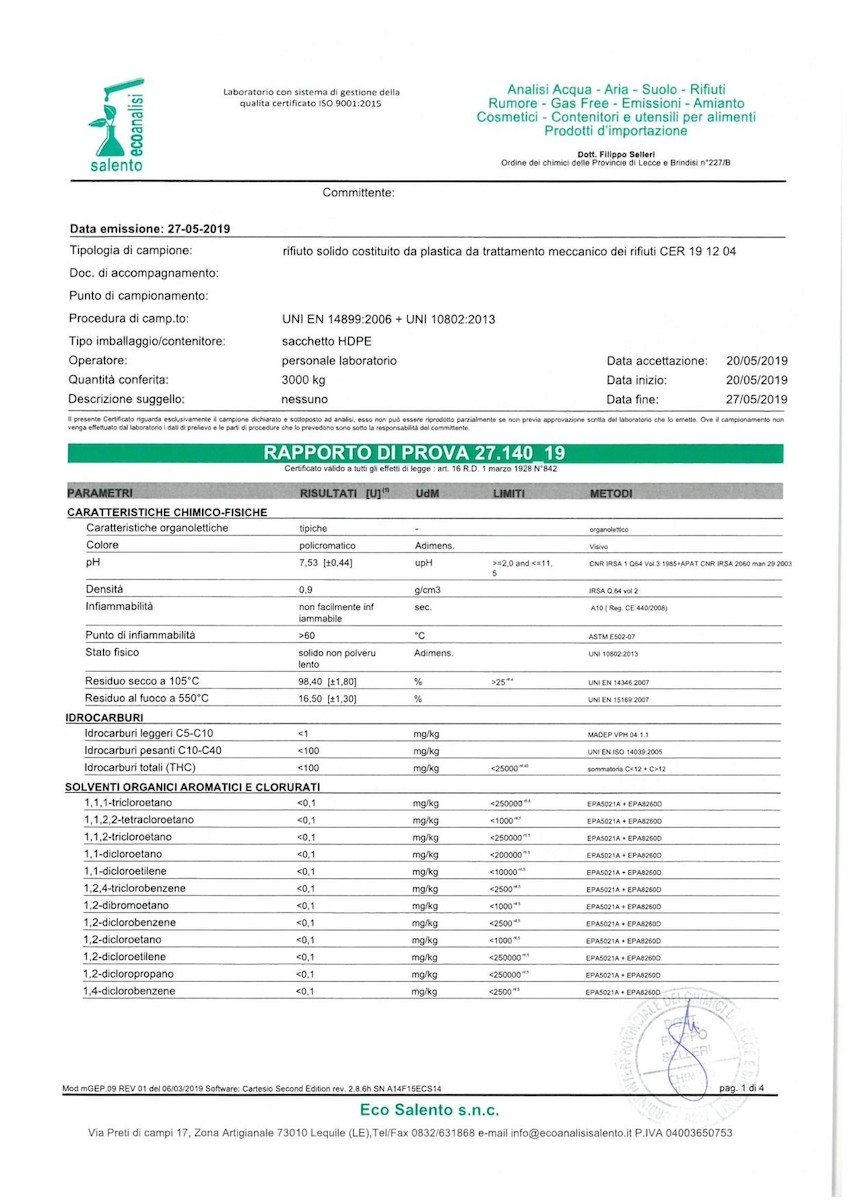 ecoanalisi
salento
Laboratorio con sistema di gestione della
qualita certificato ISO 9001:2015
Analisi Acqua - Aria - Suolo - Rifiuti
Rumore - Gas Free - Emissioni - Amianto
Cosmetici - Contenitori e utensili per alimenti
Prodotti d'importazione
Dott. Filippo Selleri
Ordine dei chimici delle Provincie di Lecce e Brindisi n°227/B
Committente:
Data emissione: 27-05-2019
Tipologia di campione: rifiuto solido costituito da plastica da trattamento meccanico dei rifiuti CER 19 12 04
Doc. di accompagnamento:
Punto di campionamento:
Procedura di camp.to: UNI EN 14899:2006 + UNI 10802:2013
Tipo imballaggio/contenitore: sacchetto HDPE
Operatore: personale laboratorio Data accettazione: 20/05/2019
Quantità conferita: 3000 kg Data inizio: 20/05/2019
Descrizione suggello: nessuno Data fine: 27/05/2019
Il presente Certificato riguarda esclusivamente il campione dichiarato e sottoposto ad analisi, esso non può essere riprodotto parzialmente se non previa approvazione scritta del laboratorio che lo emette. Ove il campionamento non
venga effettuato dal laboratorio i dati di prelievo e le parti di procedure che lo prevedono sono sotto la responsabilità del committente.
RAPPORTO DI PROVA 27.140_19
Certificato valido a tutti gli effetti di legge : art. 16 R.D. 1 marzo 1928 N°842
PARAMETRI RISULTATI [U](1) UdM LIMITI METODI
CARATTERISTICHE CHIMICO-FISICHE
Caratteristiche organolettiche tipiche - organolettico
Colore policromatico Adimens. Visivo
pH 7,53 [±0,44] upH >=2,0 and <=11, CNR IRSA 1 Q64 Vol.3 1985+APAT CNR IRSA 2060 man 29 2003
5
Densità 0,9 g/cm3 IRSA Q.64 vol 2
Infiammabilità non facilmente inf sec. A10 ( Reg. CE 440/2008)
iammabile
Punto di infiammabilità >60 °C ASTM E502-07
Stato fisico solido non polveru Adimens. UNI 10802:2013
lento
Residuo secco a 105°C 98,40 [±1,80] % >25 UNI EN 14346:2007
Residuo al fuoco a 550°C 16,50 [±1,30] % UNI EN 15169:2007
IDROCARBURI
Idrocarburi leggeri C5-C10 <1 mg/kg MADEP VPH 04 1.1
Idrocarburi pesanti C10-C40 <100 mg/kg UNI EN ISO 14039:2005
Idrocarburi totali (THC) <100 mg/kg <25000 sommatoria C<12 + C>12
SOLVENTI ORGANICI AROMATICI E CLORURATI
1,1,1-tricloroetano <0,1 mg/kg <250000 EPA5021A + EPA8260D
1,1,2,2-tetracloroetano <0,1 mg/kg <1000 EPA5021A + EPA8260D
1,1,2-tricloroetano <0,1 mg/kg <250000 EPA5021A + EPA8260D
1,1-dicloroetano <0,1 mg/kg <200000 EPA5021A + EPA8260D
1,1-dicloroetilene <0,1 mg/kg <10000 EPA5021A + EPA8260D
1,2,4-triclorobenzene <0,1 mg/kg <2500 EPA5021A + EPA8260D
1,2-dibromoetano <0,1 mg/kg <1000 EPA5021A + EPA8260D
1,2-diclorobenzene <0,1 mg/kg <2500 EPA5021A + EPA8260D
1,2-dicloroetano <0,1 mg/kg <1000 EPA5021A + EPA8260D
1,2-dicloroetilene <0,1 mg/kg <250000 EPA5021A + EPA8260D
1,2-dicloropropano <0,1 mg/kg <250000 EPA5021A + EPA8260D
1,4-diclorobenzene <0,1 mg/kg <2500 EPA5021A + EPA8260D
DOTT.
FILIPPO
SELLERI
Mod mGEP.09 REV 01 del 06/03/2019 Software: Cartesio Second Edition rev. 2.8.6h SN A14F15ECS14 pag. 1 di 4
Eco Salento s.n.c.
Via Preti di campi 17, Zona Artigianale 73010 Lequile (LE),Tel/Fax 0832/631868 e-mail info@ecoanalisisalento.it P.IVA 04003650753